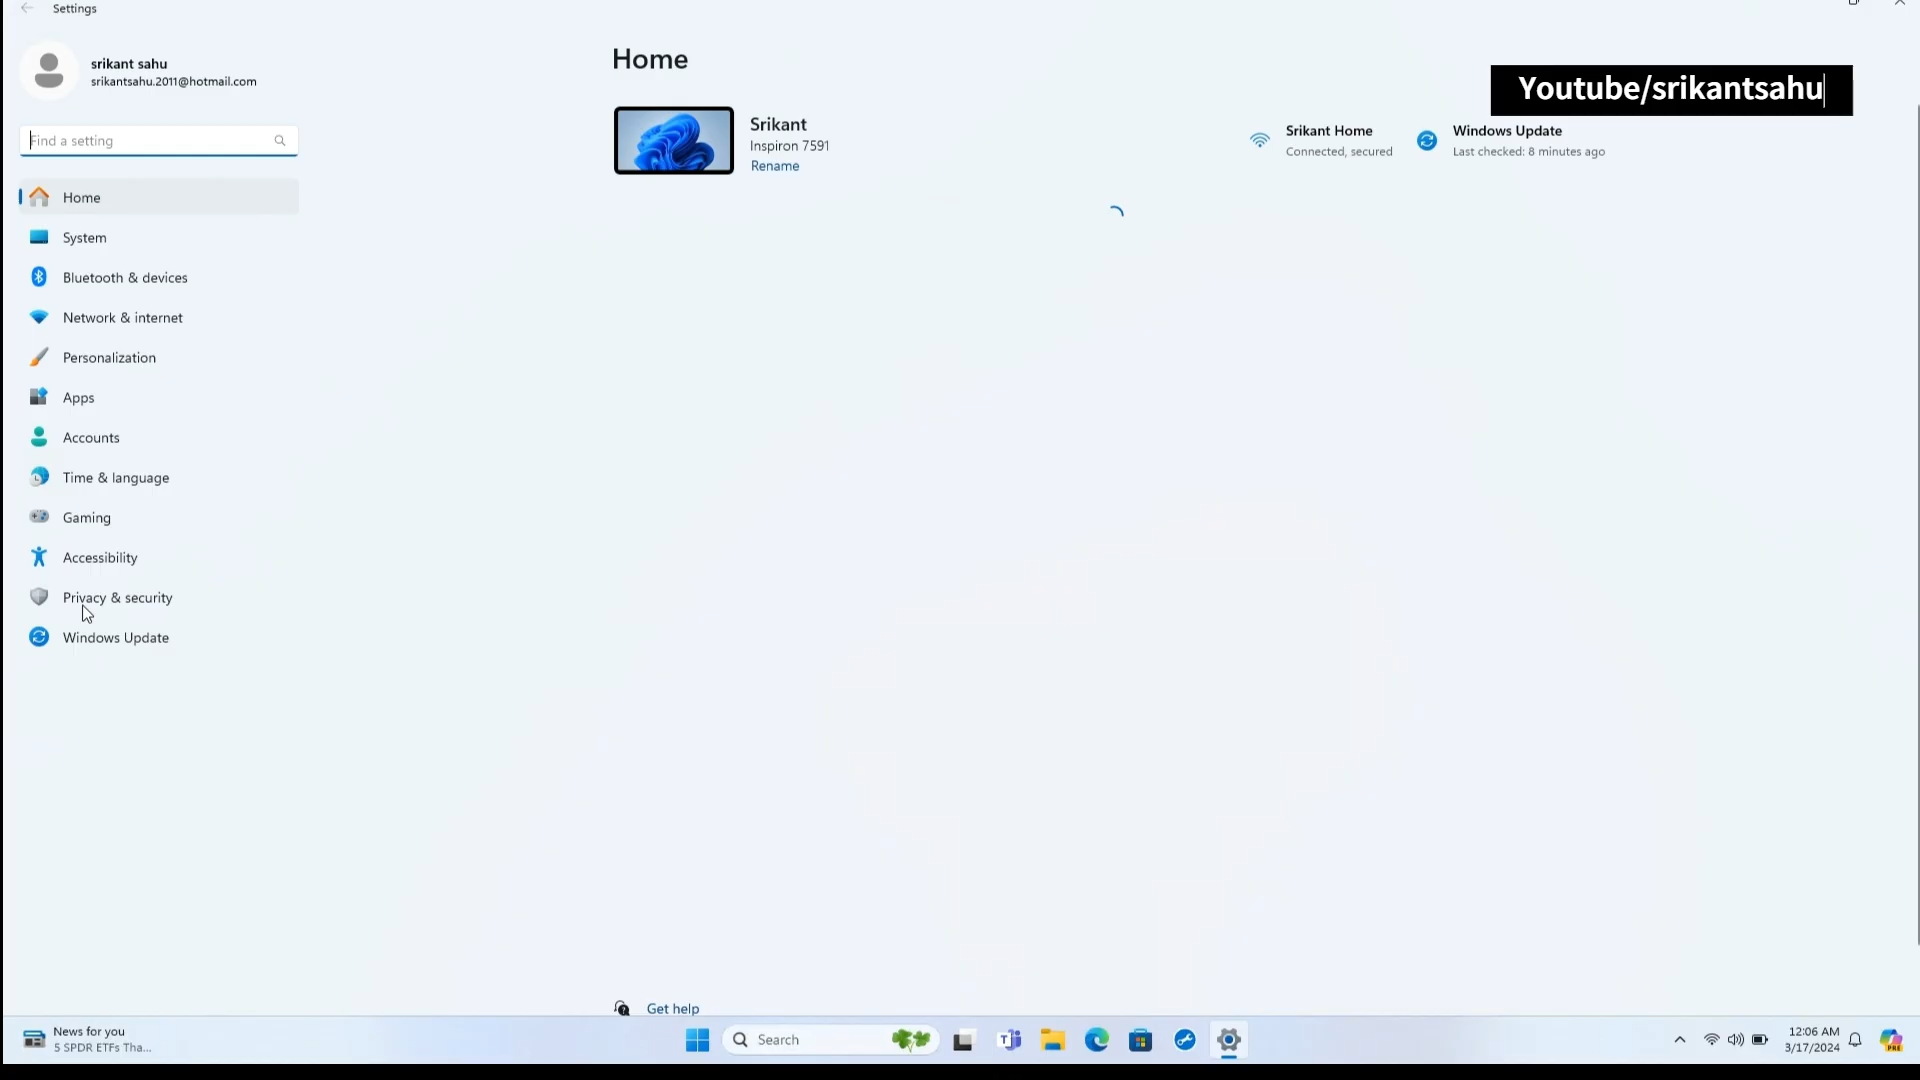 Settings
srikant sahu
srikantsahu.2011@hotmail.com
Find a setting
Home
System
Bluetooth & devices
Network & internet
Personalization
Apps
Accounts
Time & language
Gaming
Accessibility
Privacy & security
Windows Update
Home
Srikant
Inspiron 7591
Rename
Youtube/srikantsahu
Srikant Home
Connected, secured
Windows Update
Last checked: 8 minutes ago
Get help
News for you
5 SPDR ETFs Tha...
Search
12:06 AM
3/17/2024
PRE